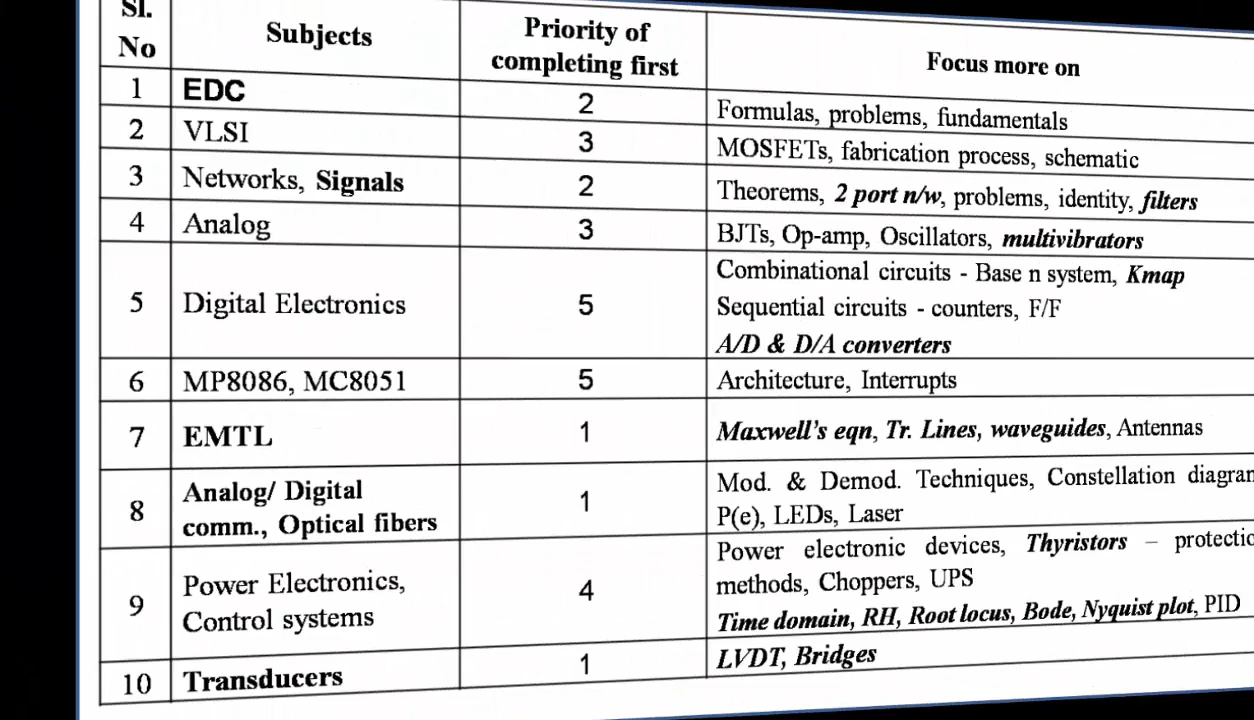 Sl. No | Subjects | Priority of completing first | Focus more on
1 | EDC | 2 | Formulas, problems, fundamentals
2 | VLSI | 3 | MOSFETs, fabrication process, schematic
3 | Networks, Signals | 2 | Theorems, 2 port n/w, problems, identity, filters
4 | Analog | 3 | BJTs, Op-amp, Oscillators, multivibrators
5 | Digital Electronics | 5 | Combinational circuits - Base n system, Kmap
Sequential circuits - counters, F/F
A/D & D/A converters
6 | MP8086, MC8051 | 5 | Architecture, Interrupts
7 | EMTL | 1 | Maxwell's eqn, Tr. Lines, waveguides, Antennas
8 | Analog/ Digital comm., Optical fibers | 1 | Mod. & Demod. Techniques, Constellation diagram
P(e), LEDs, Laser
9 | Power Electronics, Control systems | 4 | Power electronic devices, Thyristors – protectio
methods, Choppers, UPS
Time domain, RH, Root locus, Bode, Nyquist plot, PID
10 | Transducers | 1 | LVDT, Bridges